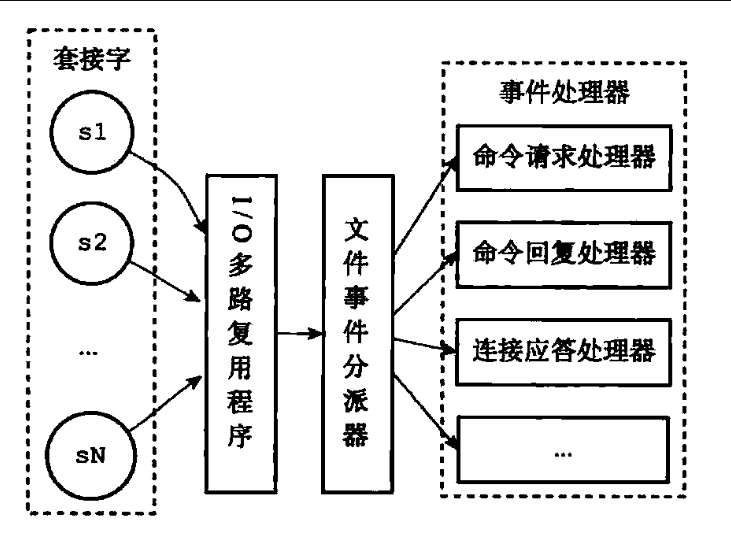 套接字
s1
s2
...
sN
I/O多路复用程序
文件事件分派器
事件处理器
命令请求处理器
命令回复处理器
连接应答处理器
...